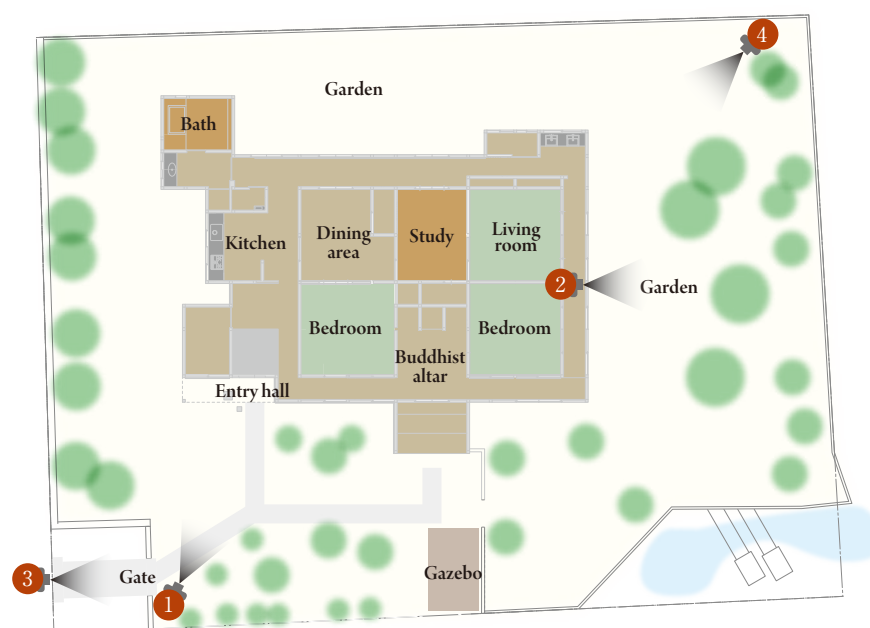 4
Garden
Bath
Kitchen
Dining
area
Study
Living
room
2
Garden
Bedroom
Buddhist
altar
Bedroom
Entry hall
3
Gate
1
Gazebo